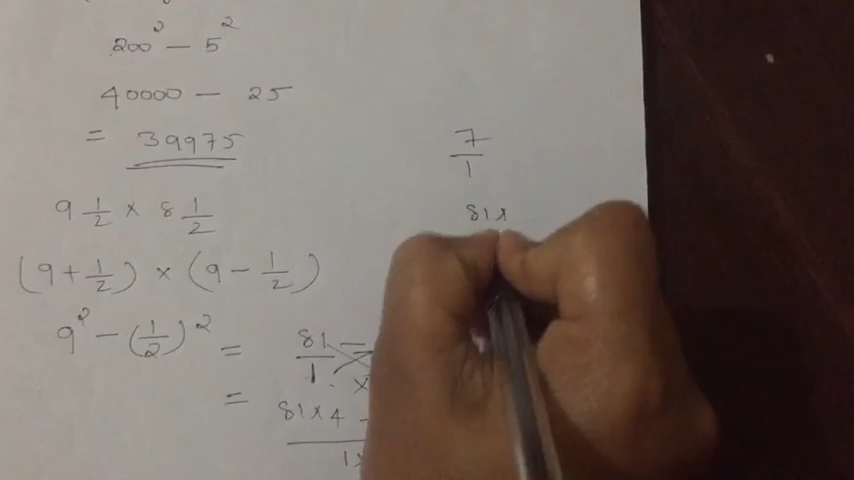 200² - 5²
40000 - 25
= 39975
9 1/2 × 8 1/2
(9 + 1/2) × (9 - 1/2)
9² - (1/2)² = 81/1 -
= 81 × 4
1×
7/1
81×